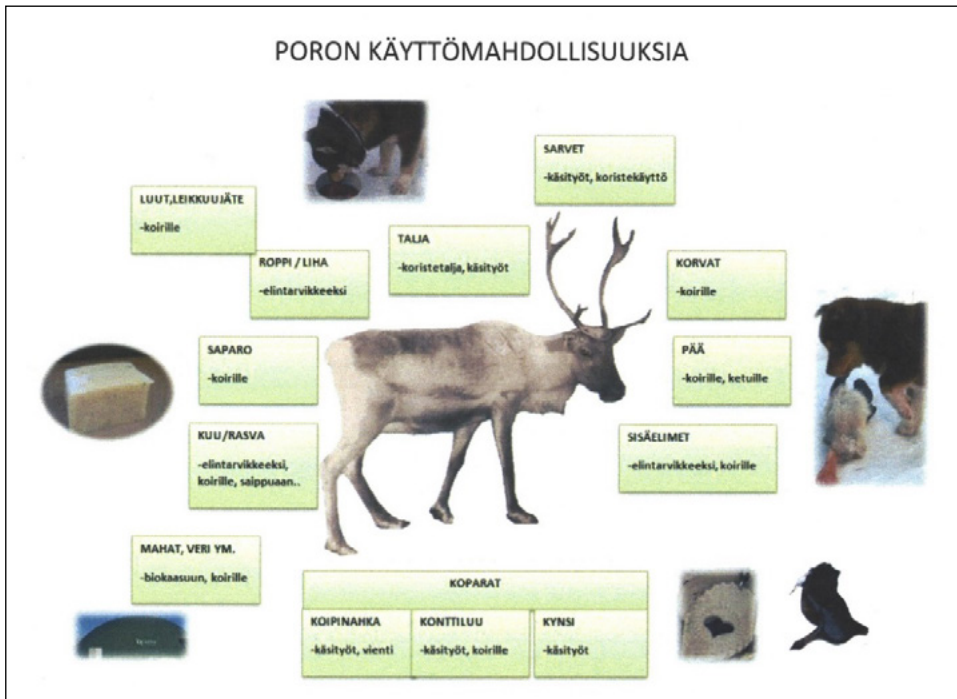 PORON KÄYTTÖMAHDOLLISUUKSIA
SARVET
-käsityöt, koristekäyttö
LUUT,LEIKKUUJÄTE
-koirille
TALJA
-koristetalja, käsityöt
ROPPI / LIHA
-elintarvikkeeksi
KORVAT
-koirille
SAPARO
-koirille
PÄÄ
-koirille, ketuille
KUU/RASVA
-elintarvikkeeksi,
koirille, saippuaan..
SISÄELIMET
-elintarvikkeeksi, koirille
MAHAT, VERI YM.
-biokaasuun, koirille
KOPARAT
KOIPINAHKA
-käsityöt, vienti
KONTTILUU
-käsityöt, koirille
KYNSI
-käsityöt